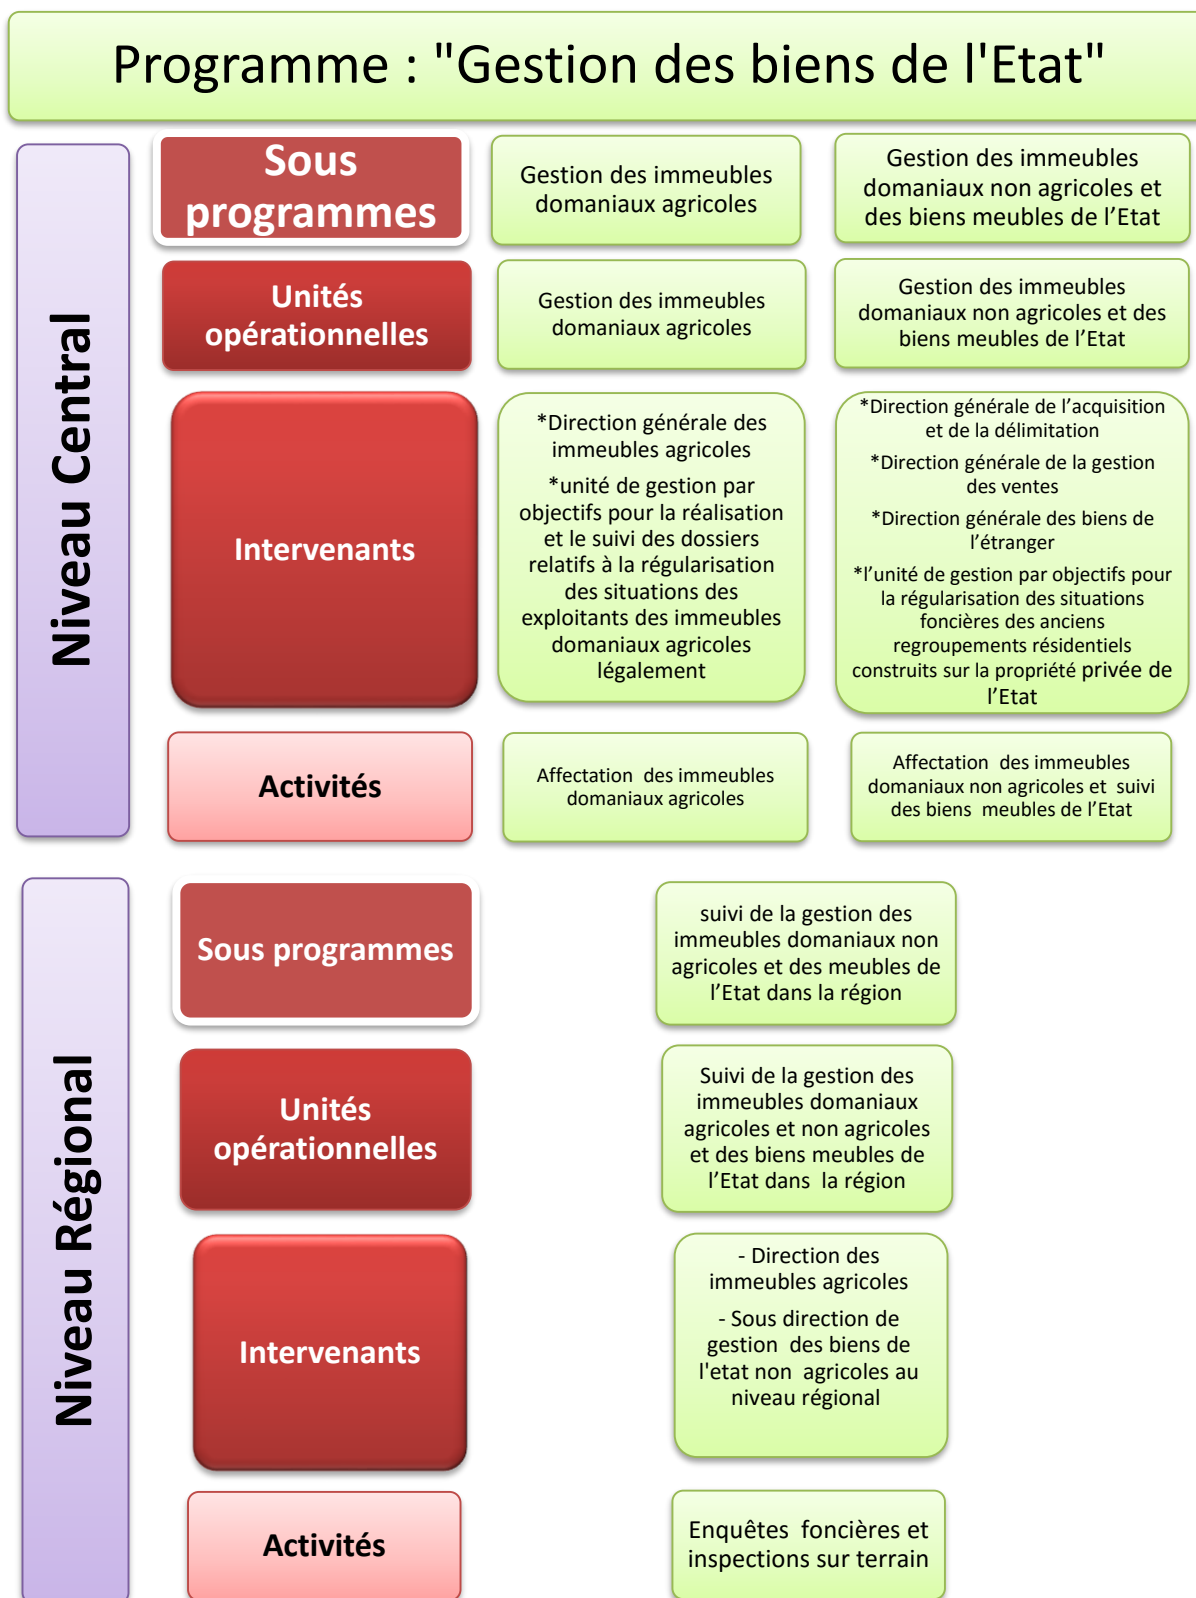 Programme : "Gestion des biens de l'Etat"
Niveau Central
Sous
programmes
Gestion des immeubles
domaniaux agricoles
Gestion des immeubles
domaniaux non agricoles et
des biens meubles de l’Etat
Unités
opérationnelles
Gestion des immeubles
domaniaux agricoles
Gestion des immeubles
domaniaux non agricoles et des
biens meubles de l’Etat
Intervenants
*Direction générale des
immeubles agricoles
*unité de gestion par
objectifs pour la réalisation
et le suivi des dossiers
relatifs à la régularisation
des situations des
exploitants des immeubles
domaniaux agricoles
légalement
*Direction générale de l’acquisition
et de la délimitation
*Direction générale de la gestion
des ventes
*Direction générale des biens de
l’étranger
*l’unité de gestion par objectifs pour
la régularisation des situations
foncières des anciens
regroupements résidentiels
construits sur la propriété privée de
l’Etat
Activités
Affectation des immeubles
domaniaux agricoles
Affectation des immeubles
domaniaux non agricoles et suivi
des biens meubles de l’Etat
Niveau Régional
Sous programmes
suivi de la gestion des
immeubles domaniaux non
agricoles et des meubles de
l’Etat dans la région
Unités
opérationnelles
Suivi de la gestion des
immeubles domaniaux
agricoles et non agricoles
et des biens meubles de
l’Etat dans la région
Intervenants
- Direction des
immeubles agricoles
- Sous direction de
gestion des biens de
l'etat non agricoles au
niveau régional
Activités
Enquêtes foncières et
inspections sur terrain